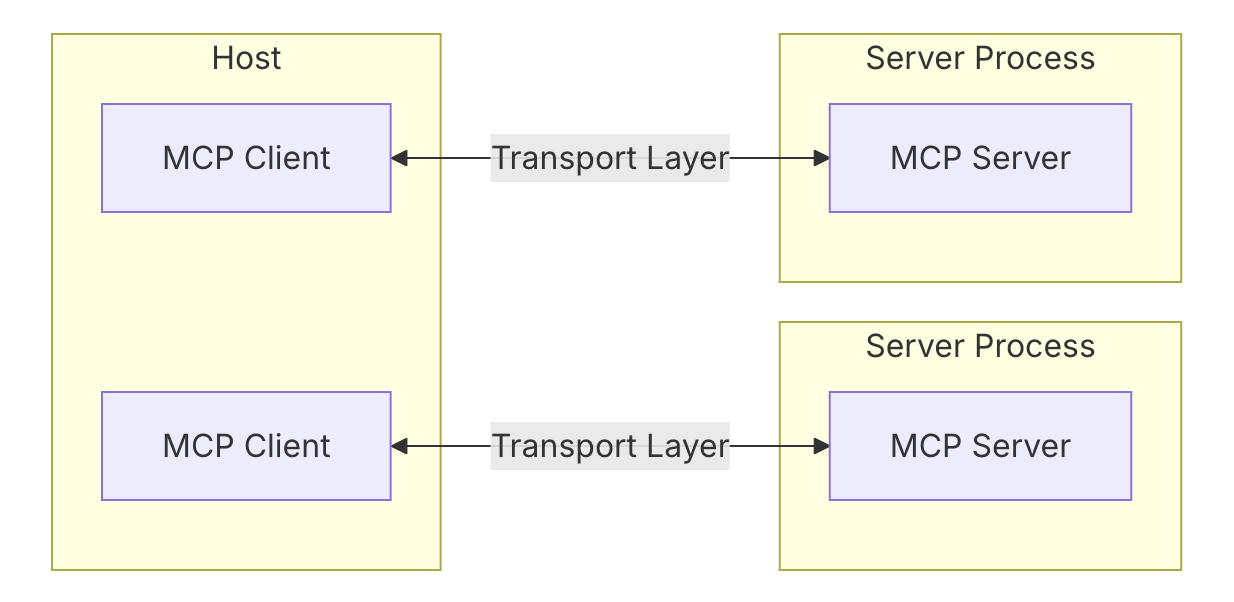 Host
Server Process
MCP Client
Transport Layer
MCP Server
Server Process
MCP Client
Transport Layer
MCP Server